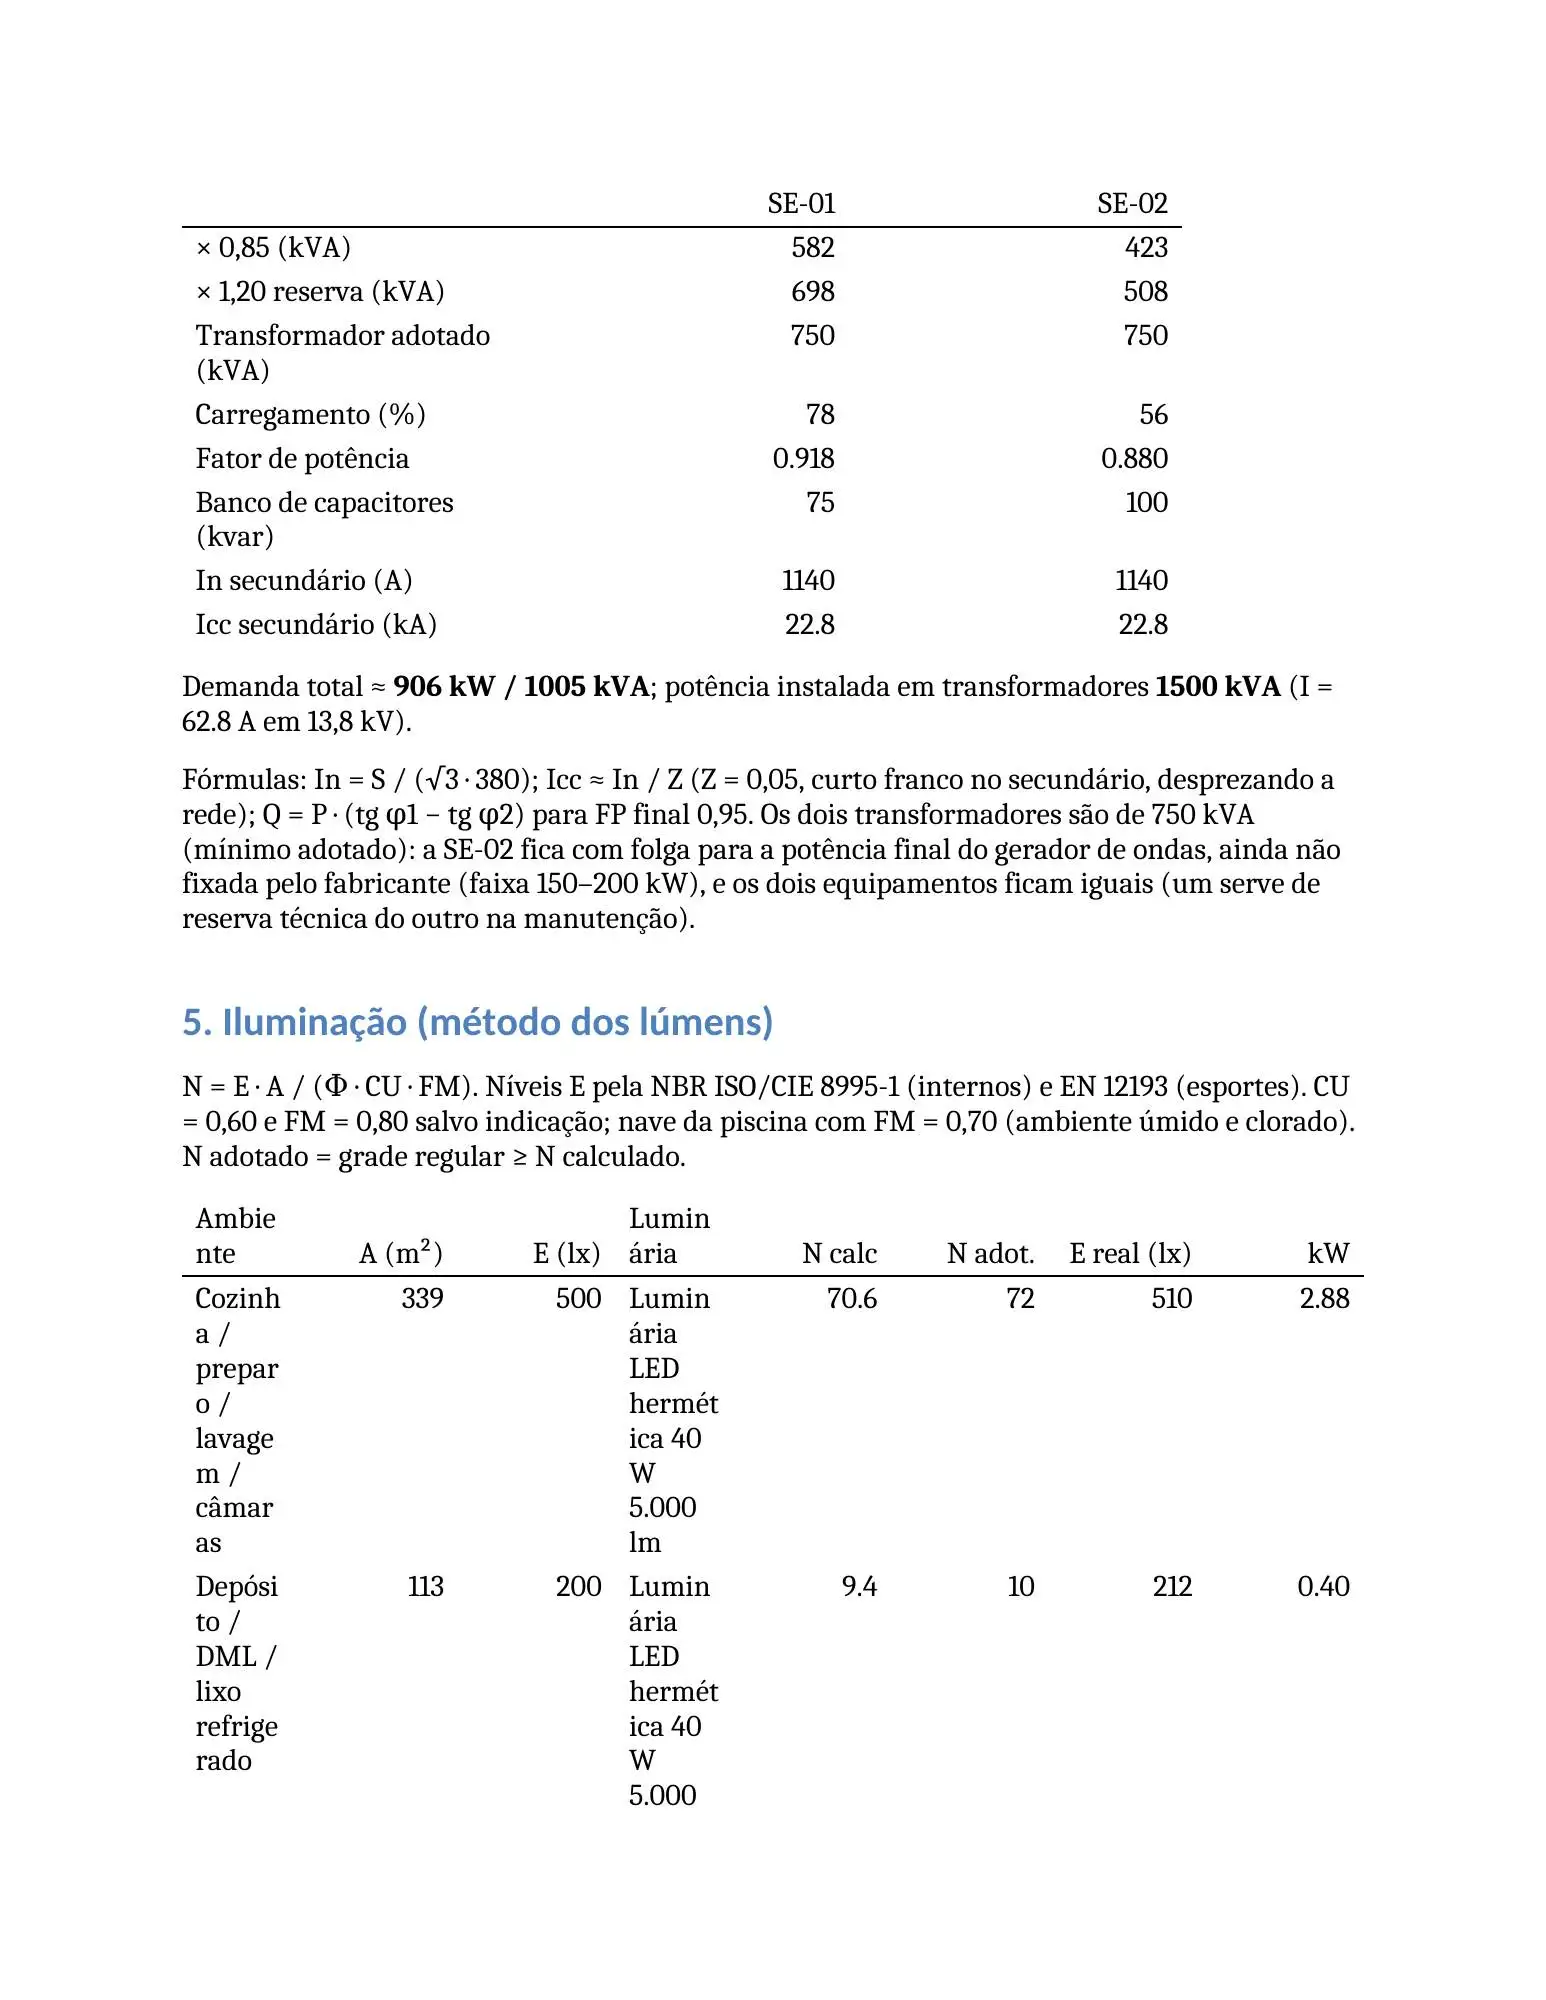 SE-01 SE-02
× 0,85 (kVA) 582 423
× 1,20 reserva (kVA) 698 508
Transformador adotado 750 750
(kVA)
Carregamento (%) 78 56
Fator de potência 0.918 0.880
Banco de capacitores 75 100
(kvar)
In secundário (A) 1140 1140
Icc secundário (kA) 22.8 22.8
Demanda total ≈ 906 kW / 1005 kVA; potência instalada em transformadores 1500 kVA (I =
62.8 A em 13,8 kV).
Fórmulas: In = S / (√3 · 380); Icc ≈ In / Z (Z = 0,05, curto franco no secundário, desprezando a
rede); Q = P · (tg φ1 − tg φ2) para FP final 0,95. Os dois transformadores são de 750 kVA
(mínimo adotado): a SE-02 fica com folga para a potência final do gerador de ondas, ainda não
fixada pelo fabricante (faixa 150–200 kW), e os dois equipamentos ficam iguais (um serve de
reserva técnica do outro na manutenção).
5. Iluminação (método dos lúmens)
N = E · A / (Φ · CU · FM). Níveis E pela NBR ISO/CIE 8995-1 (internos) e EN 12193 (esportes). CU
= 0,60 e FM = 0,80 salvo indicação; nave da piscina com FM = 0,70 (ambiente úmido e clorado).
N adotado = grade regular ≥ N calculado.
Ambie Lumin
nte A (m²) E (lx) ária N calc N adot. E real (lx) kW
Cozinh 339 500 Lumin 70.6 72 510 2.88
a / ária
prepar LED
o / hermét
lavage ica 40
m / W
câmar 5.000
as lm
Depósi 113 200 Lumin 9.4 10 212 0.40
to / ária
DML / LED
lixo hermét
refrige ica 40
rado W
5.000